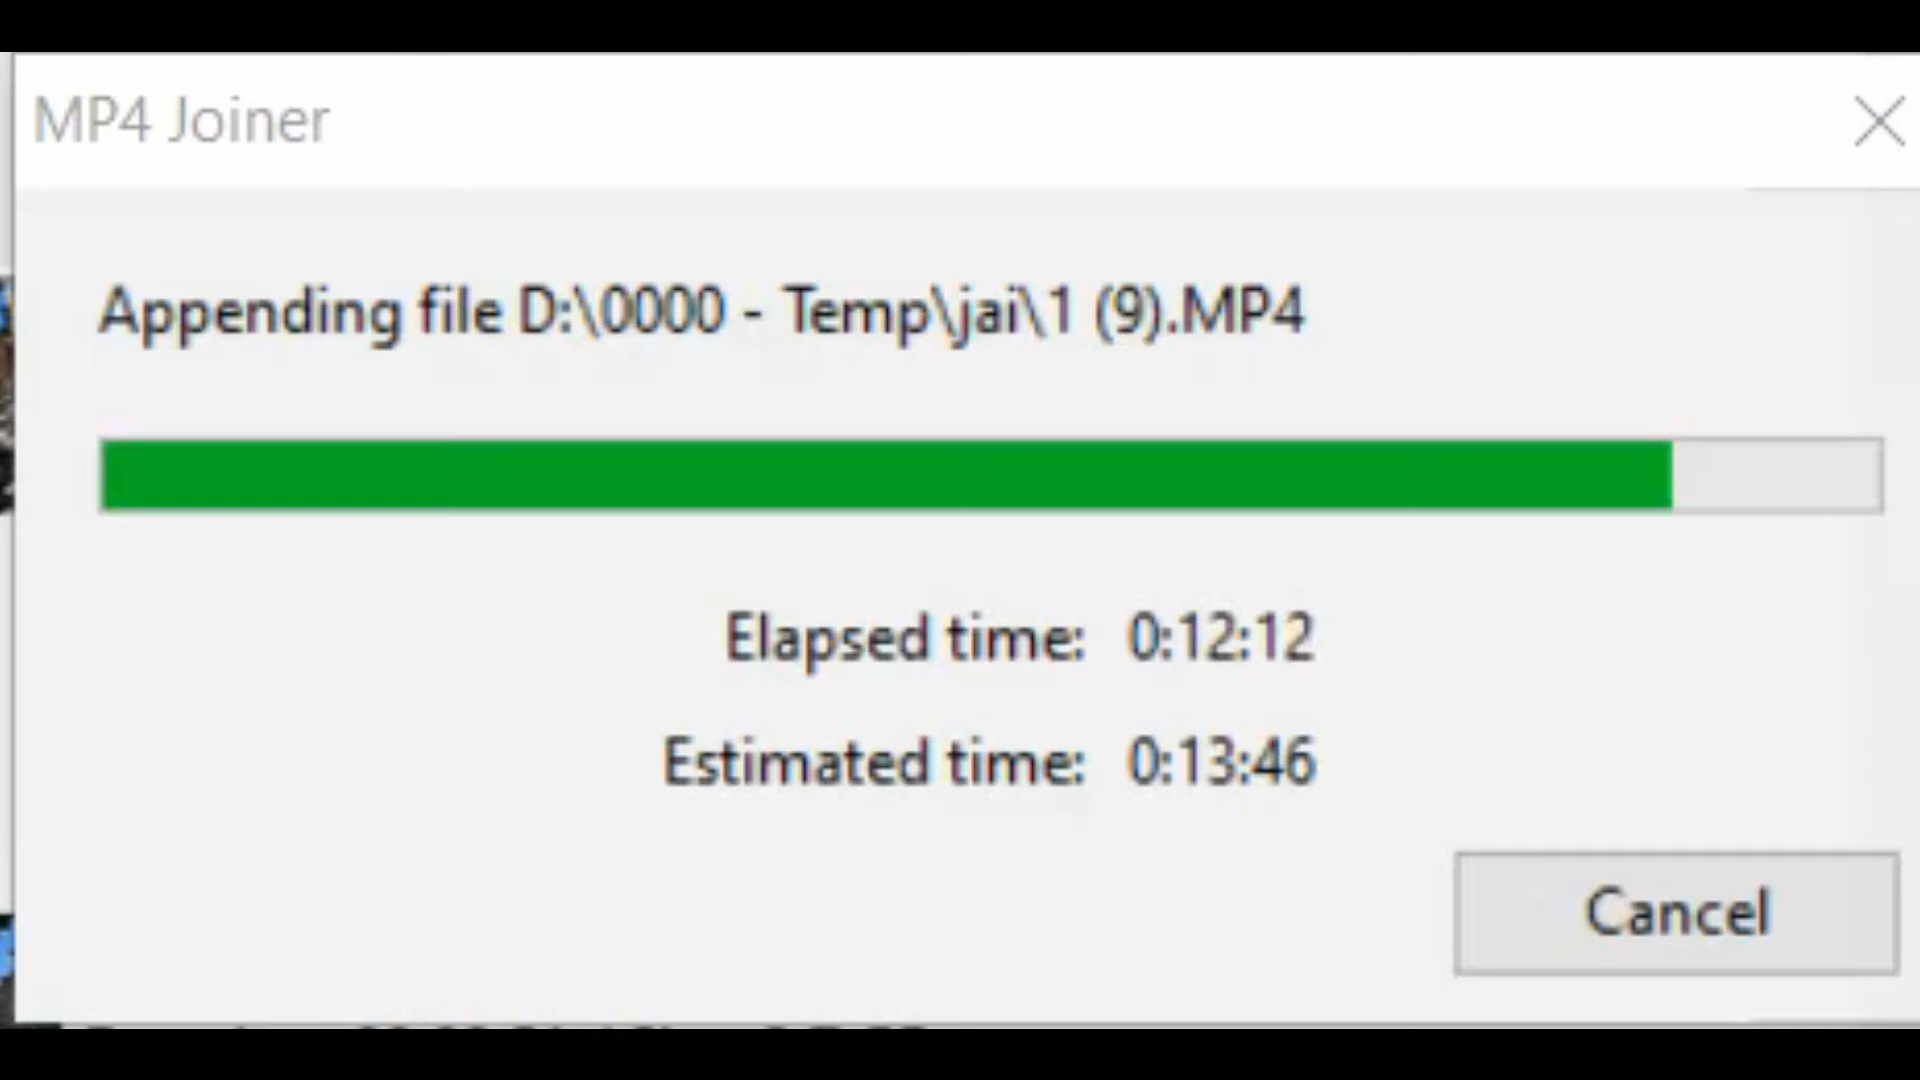 MP4 Joiner
Appending file D:\0000 - Temp\jai\1 (9).MP4
Elapsed time: 0:12:12
Estimated time: 0:13:46
Cancel